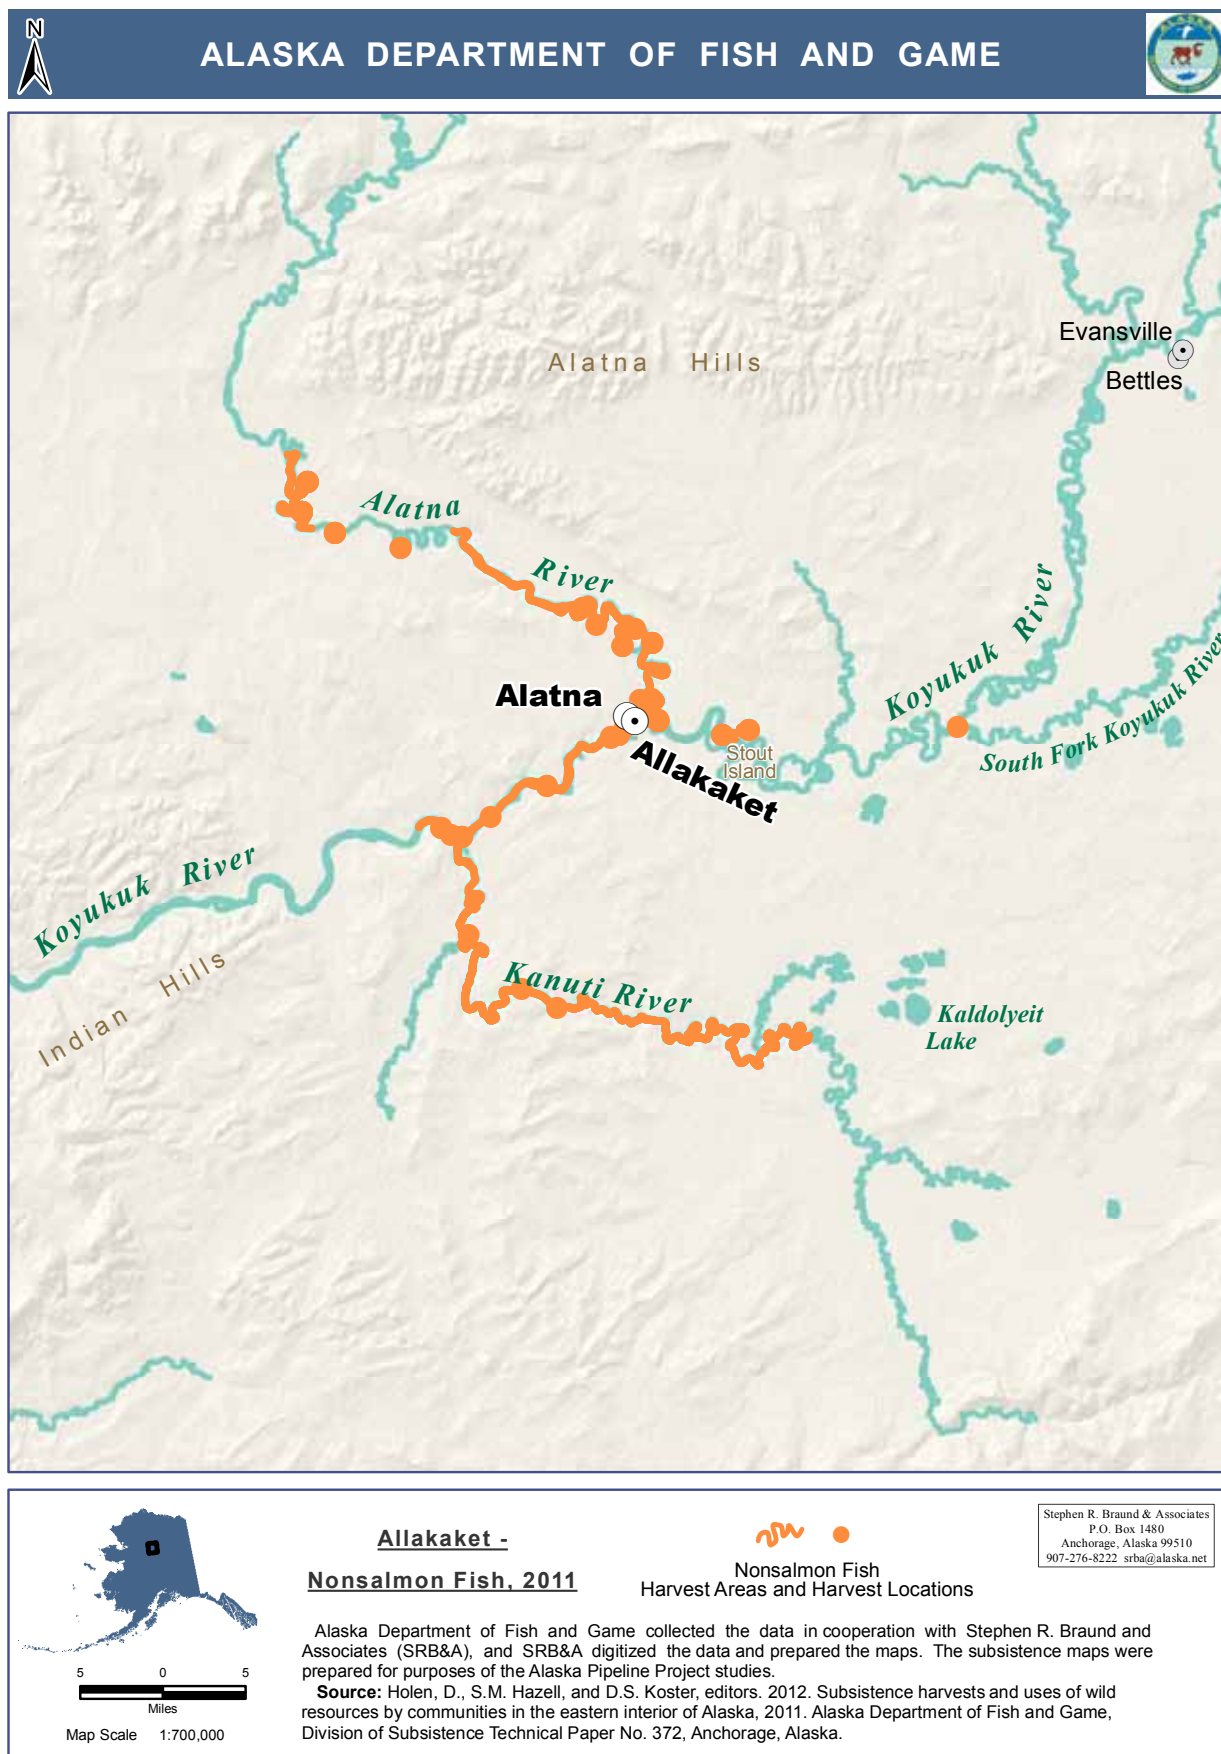 N
ALASKA DEPARTMENT OF FISH AND GAME
ALASKA
Evansville
Bettles
Alatna Hills
Alatna
River
Koyukuk River
South Fork Koyukuk River
Alatna
Allakaket
Stout
Island
Koyukuk River
Indian Hills
Kanuti River
Kaldolyeit
Lake
Allakaket -
Nonsalmon Fish, 2011
Nonsalmon Fish
Harvest Areas and Harvest Locations
Stephen R. Braund & Associates
P.O. Box 1480
Anchorage, Alaska 99510
907-276-8222 srba@alaska.net
5 0 5
Miles
Map Scale 1:700,000
Alaska Department of Fish and Game collected the data in cooperation with Stephen R. Braund and
Associates (SRB&A), and SRB&A digitized the data and prepared the maps. The subsistence maps were
prepared for purposes of the Alaska Pipeline Project studies.
Source: Holen, D., S.M. Hazell, and D.S. Koster, editors. 2012. Subsistence harvests and uses of wild
resources by communities in the eastern interior of Alaska, 2011. Alaska Department of Fish and Game,
Division of Subsistence Technical Paper No. 372, Anchorage, Alaska.